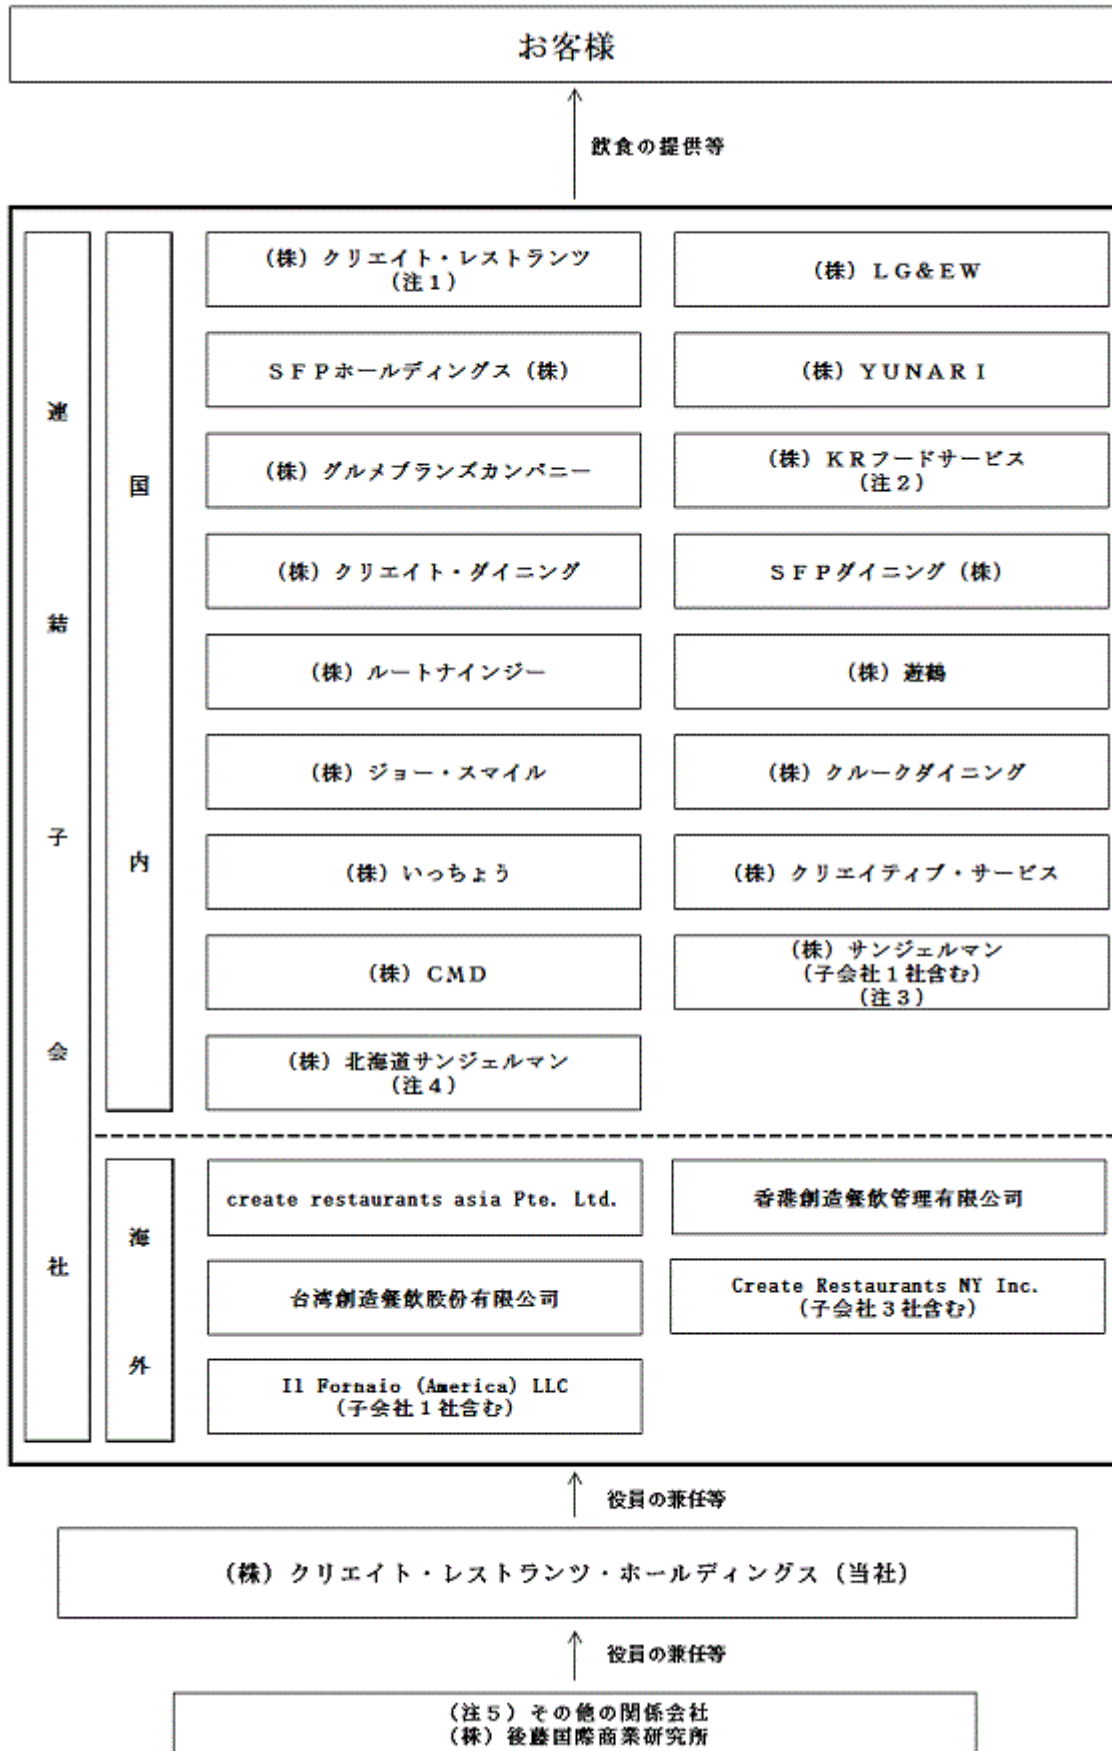 お客様
飲食の提供等
連結子会社
国内
（株）クリエイト・レストランツ
（注１）
（株）ＬＧ＆ＥＷ
ＳＦＰホールディングス（株）
（株）ＹＵＮＡＲＩ
（株）グルメブランズカンパニー
（株）ＫＲフードサービス
（注２）
（株）クリエイト・ダイニング
ＳＦＰダイニング（株）
（株）ルートナインジー
（株）遊鶴
（株）ジョー・スマイル
（株）クルークダイニング
（株）いっちょう
（株）クリエイティブ・サービス
（株）ＣＭＤ
（株）サンジェルマン
（子会社１社含む）
（注３）
（株）北海道サンジェルマン
（注４）
海外
create restaurants asia Pte. Ltd.
香港創造餐飲管理有限公司
台湾創造餐飲股份有限公司
Create Restaurants NY Inc.
（子会社３社含む）
Il Fornaio (America) LLC
（子会社１社含む）
役員の兼任等
（株）クリエイト・レストランツ・ホールディングス（当社）
役員の兼任等
（注５）その他の関係会社
（株）後藤国際商業研究所